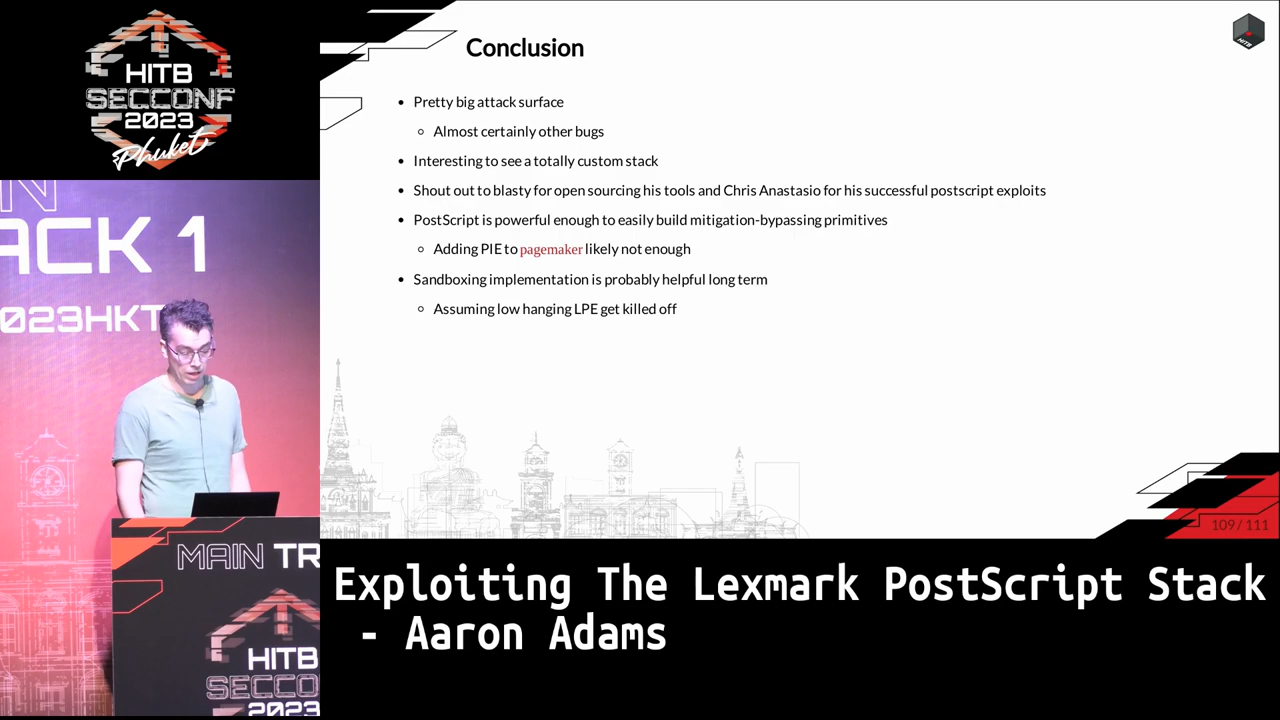 HITB
SECCONF
2023
Phuket
ACK 1
023HKT
MAIN TR
HITB
SECCO
2023
Conclusion
• Pretty big attack surface
◦ Almost certainly other bugs
• Interesting to see a totally custom stack
• Shout out to blasty for open sourcing his tools and Chris Anastasio for his successful postscript exploits
• PostScript is powerful enough to easily build mitigation-bypassing primitives
◦ Adding PIE to pagemaker likely not enough
• Sandboxing implementation is probably helpful long term
◦ Assuming low hanging LPE get killed off
HITB
109 / 111
Exploiting The Lexmark PostScript Stack
- Aaron Adams